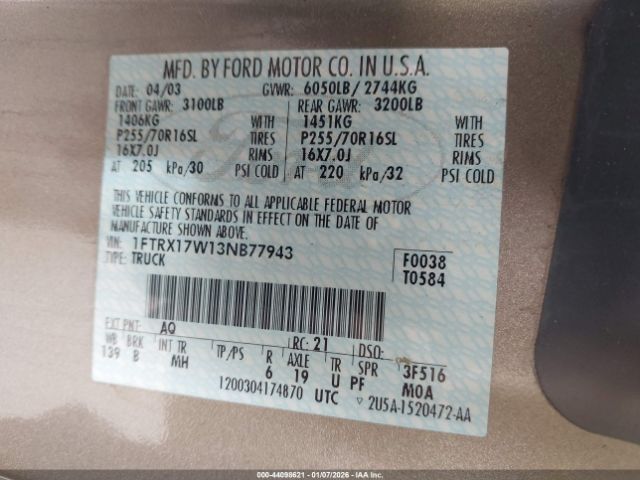 MFD. BY FORD MOTOR CO. IN U.S.A.
DATE: 04/03 GVWR: 6050LB/ 2744KG
FRONT GAWR: 3100LB REAR GAWR: 3200LB
1406KG WITH 1451KG WITH
P255/70R16SL TIRES P255/70R16SL TIRES
16X7.0J RIMS 16X7.0J RIMS
AT 205 kPa/30 PSI COLD AT 220 kPa/32 PSI COLD
THIS VEHICLE CONFORMS TO ALL APPLICABLE FEDERAL MOTOR
VEHICLE SAFETY STANDARDS IN EFFECT ON THE DATE OF
MANUFACTURE SHOWN ABOVE.
VIN: 1FTRX17W13NB77943 F0038
TYPE: TRUCK T0584
EXT PNT: AQ RC: 21 DSO:
WB BRK INT TR TP/PS R AXLE TR SPR 3F516
139 B MH 6 19 U PF M0A
1200304174870 UTC ▽ 2U5A-1520472-AA
© IAA-44098621 - 01/07/2026 - IAAI.COM